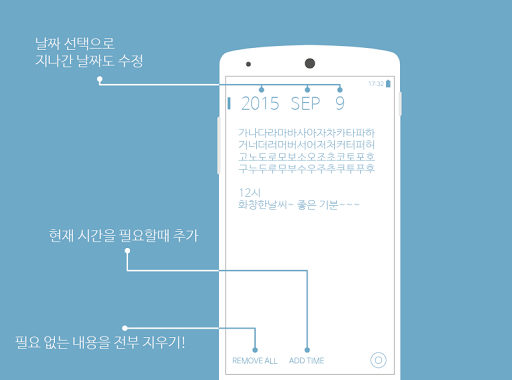 날짜 선택으로
지나간 날짜도 수정
17:32
2015 SEP 9
가나다라마바사아자차카타파하
거너더러머버서어저처커터퍼허
고노도로모보소오조초코토포호
구누두루무부수우주추쿠투푸후
12시
화창한날씨~ 좋은 기분~~~
현재 시간을 필요할때 추가
필요 없는 내용을 전부 지우기!
REMOVE ALL ADD TIME